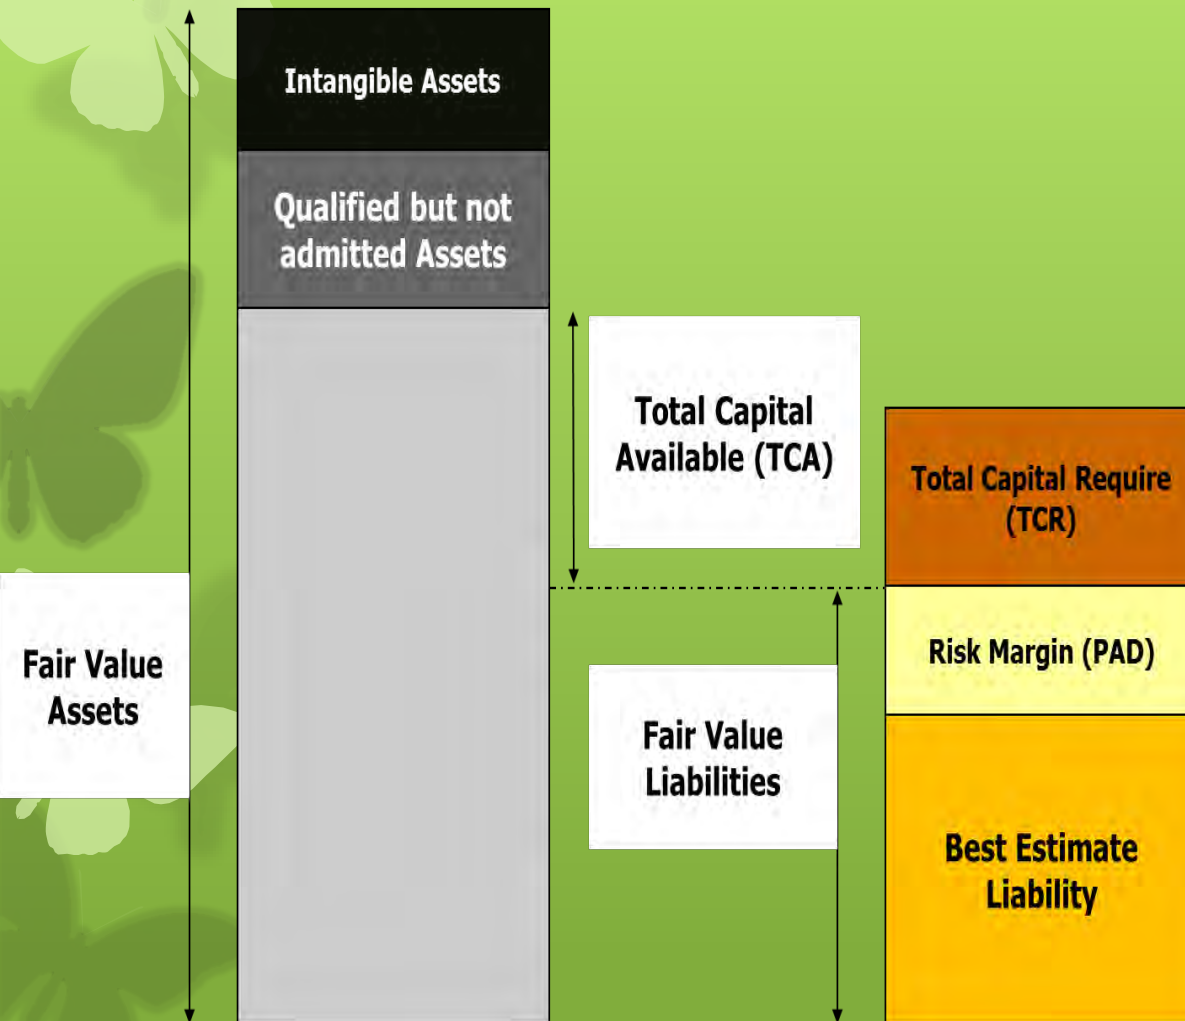 Intangible Assets
Qualified but not
admitted Assets
Total Capital
Available (TCA)
Total Capital Require
(TCR)
Fair Value
Assets
Risk Margin (PAD)
Fair Value
Liabilities
Best Estimate
Liability